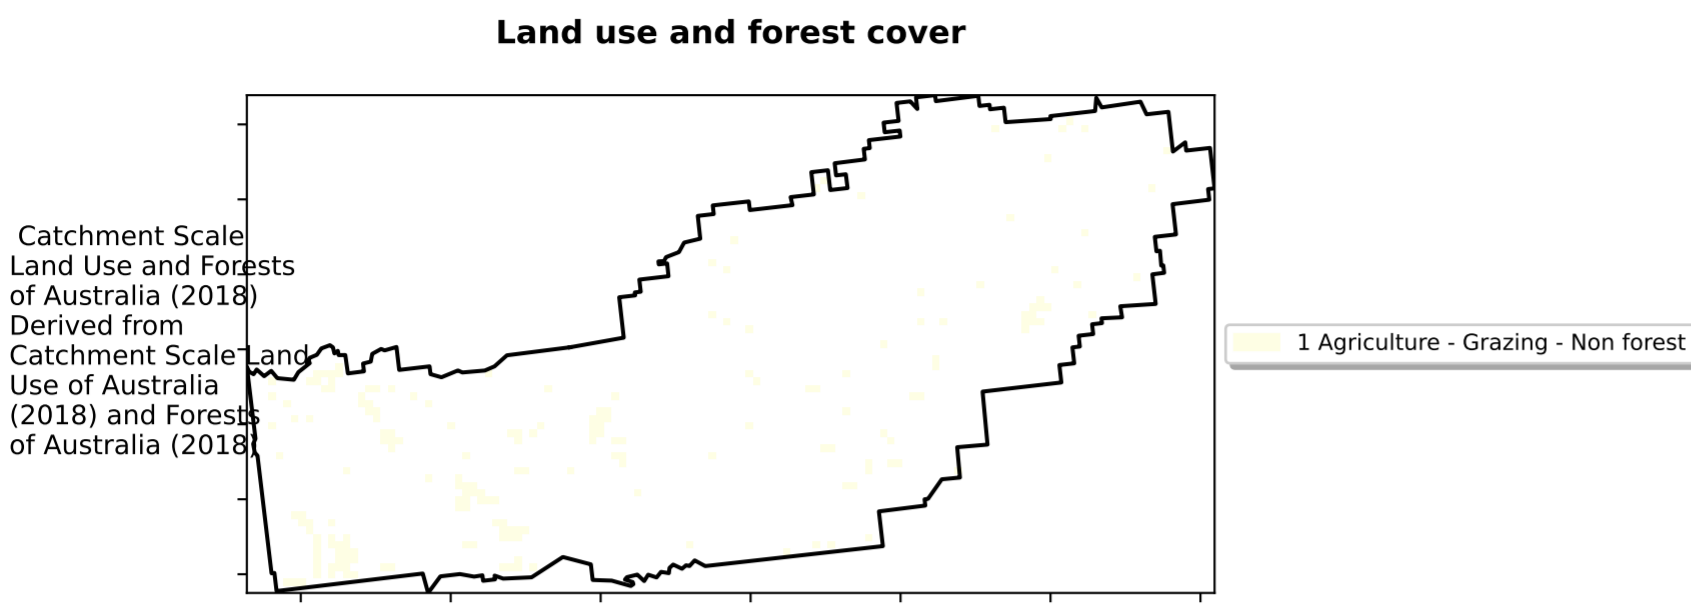 Land use and forest cover
Catchment Scale
Land Use and Forests
of Australia (2018)
Derived from
Catchment Scale Land
Use of Australia
(2018) and Forests
of Australia (2018)
1 Agriculture - Grazing - Non forest